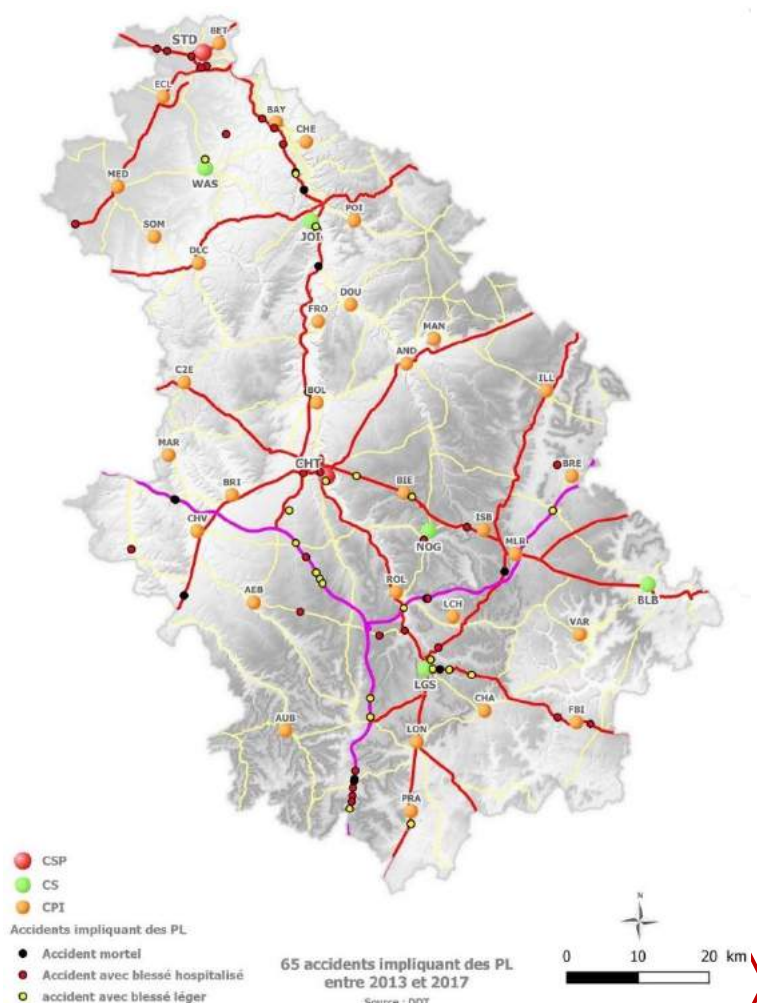 STD
BET
ECL
BAY
CHE
MED
WAS
SOM
JOI
POI
DLC
DOU
FRO
MAN
AND
C2E
ILL
BOL
MAR
CHT
BRE
BRI
BIE
CHV
ISB
NOG
MLR
AEB
ROL
LCH
BLB
VAR
LGS
CHA
AUB
FBI
LON
PRA
CSP
CS
CPI
Accidents impliquant des PL
Accident mortel
Accident avec blessé hospitalisé
accident avec blessé léger
65 accidents impliquant des PL
entre 2013 et 2017
Source : DDT
N
0 10 20 km